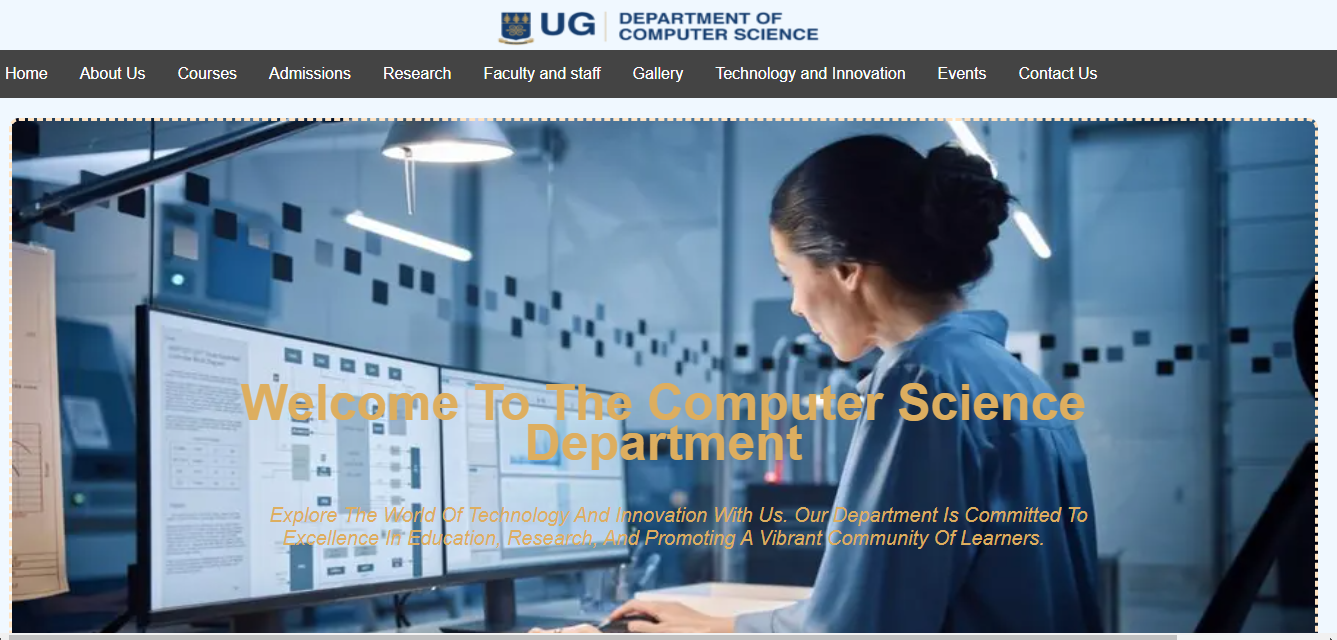 UG DEPARTMENT OF
COMPUTER SCIENCE
Home About Us Courses Admissions Research Faculty and staff Gallery Technology and Innovation Events Contact Us
Welcome To The Computer Science
Department
Explore The World Of Technology And Innovation With Us. Our Department Is Committed To
Excellence In Education, Research, And Promoting A Vibrant Community Of Learners.